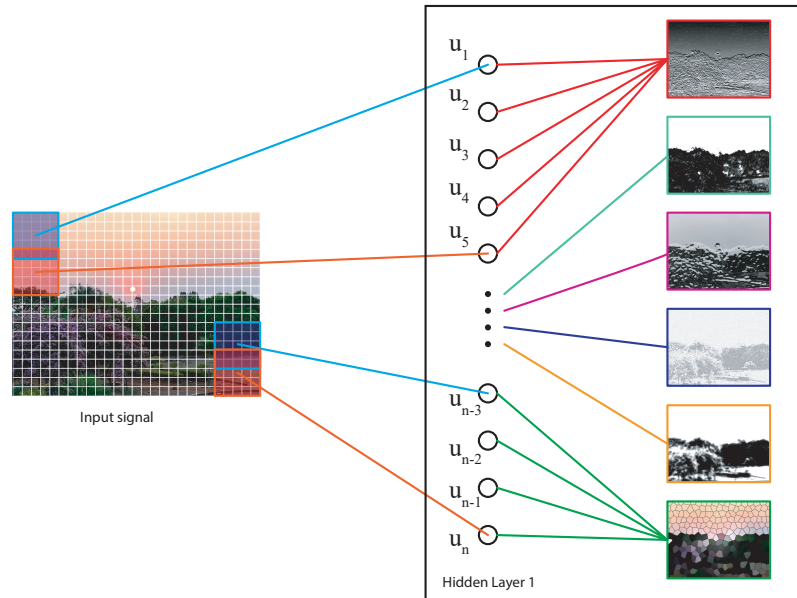 u1
u2
u3
u4
u5
un-3
un-2
un-1
un
Input signal
Hidden Layer 1